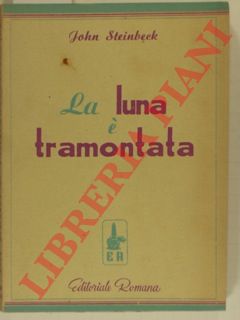 John Steinbeck
La luna
è
tramontata
ER
Editoriale Romana
LIBRERIA PIANI